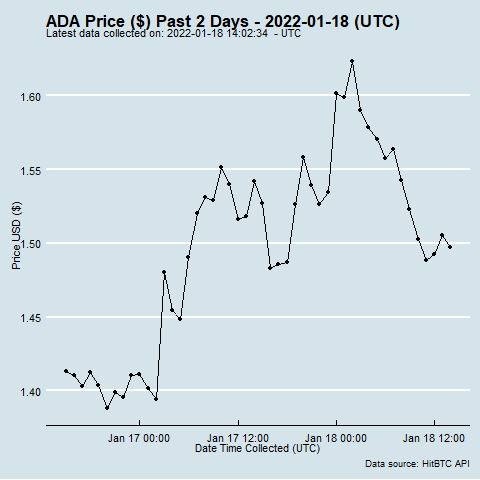 ADA Price ($) Past 2 Days - 2022-01-18 (UTC)
Latest data collected on: 2022-01-18 14:02:34 - UTC
Price USD ($)
1.60
1.55
1.50
1.45
1.40
Jan 17 00:00
Jan 17 12:00
Jan 18 00:00
Jan 18 12:00
Date Time Collected (UTC)
Data source: HitBTC API